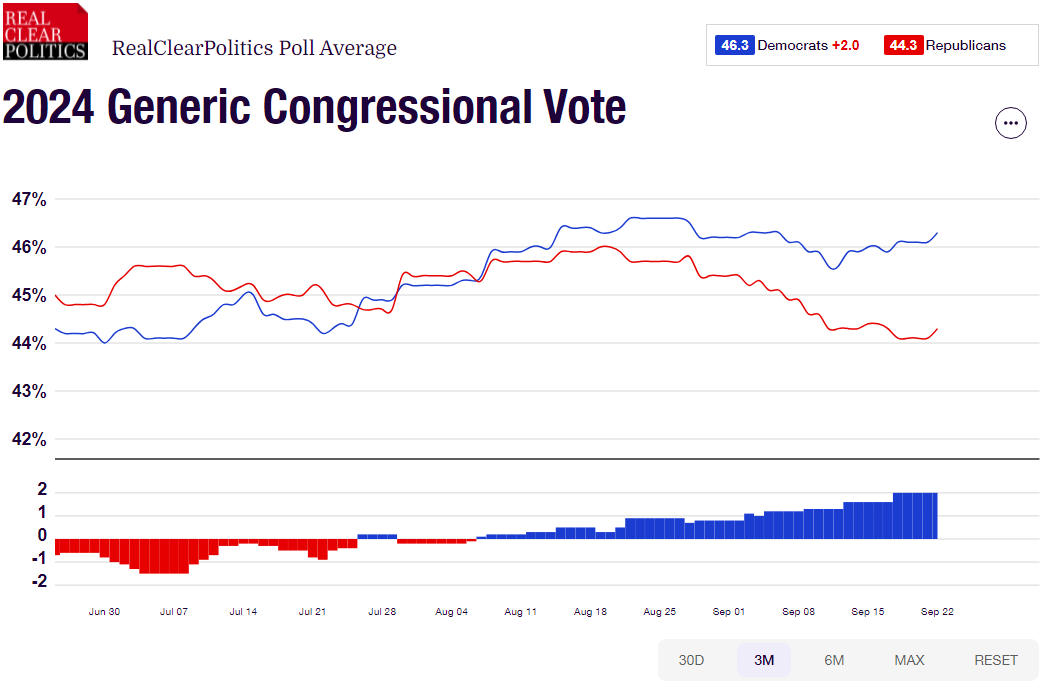 REAL
CLEAR
POLITICS
RealClearPolitics Poll Average
46.3 Democrats +2.0 44.3 Republicans
2024 Generic Congressional Vote
47%
46%
45%
44%
43%
42%
2
1
0
-1
-2
Jun 30 Jul 07 Jul 14 Jul 21 Jul 28 Aug 04 Aug 11 Aug 18 Aug 25 Sep 01 Sep 08 Sep 15 Sep 22
30D 3M 6M MAX RESET